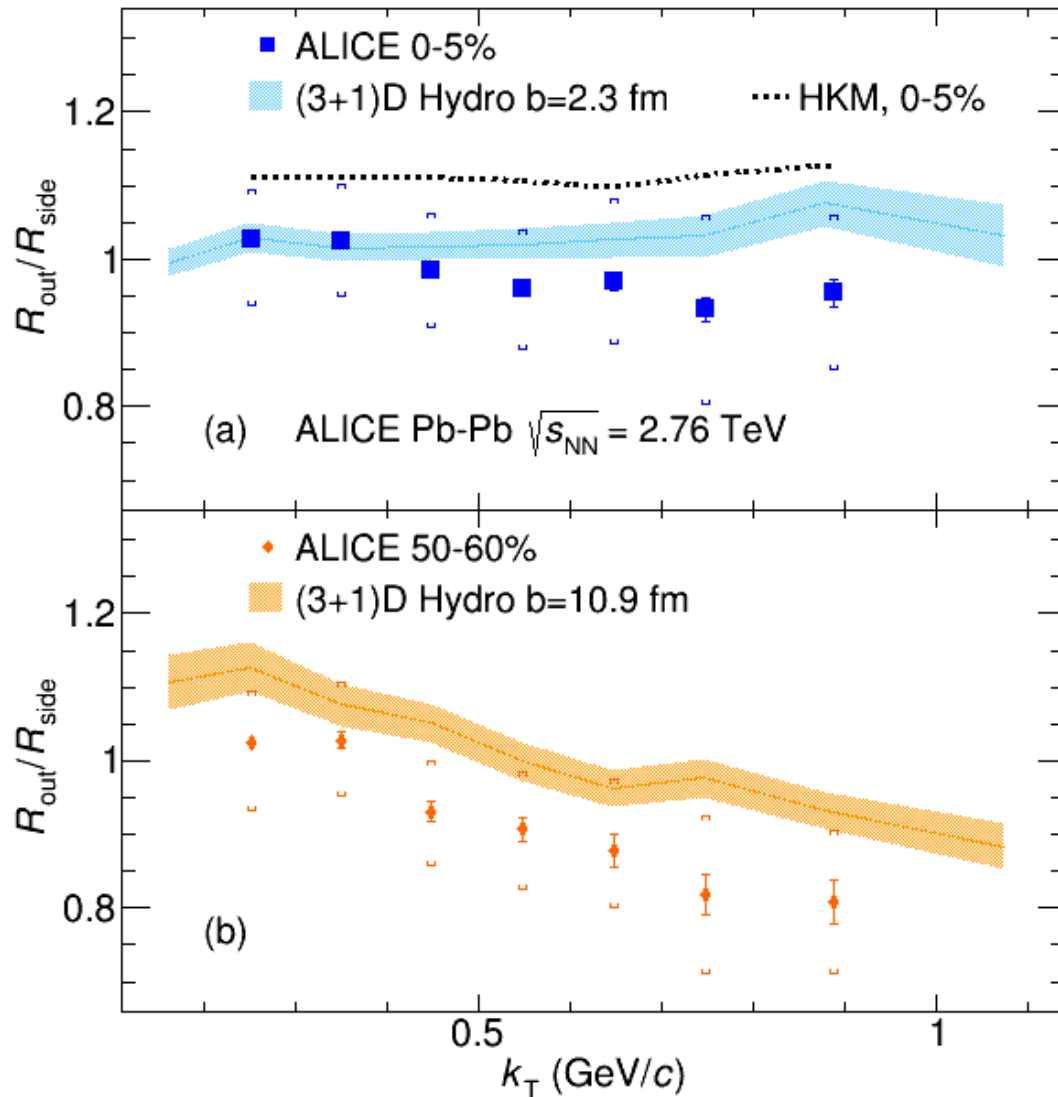 ALICE 0-5%
(3+1)D Hydro b=2.3 fm HKM, 0-5%
1.2
1
0.8
R_out/R_side
(a) ALICE Pb-Pb √s_NN = 2.76 TeV
ALICE 50-60%
(3+1)D Hydro b=10.9 fm
1.2
1
0.8
R_out/R_side
(b)
0.5 1
k_T (GeV/c)